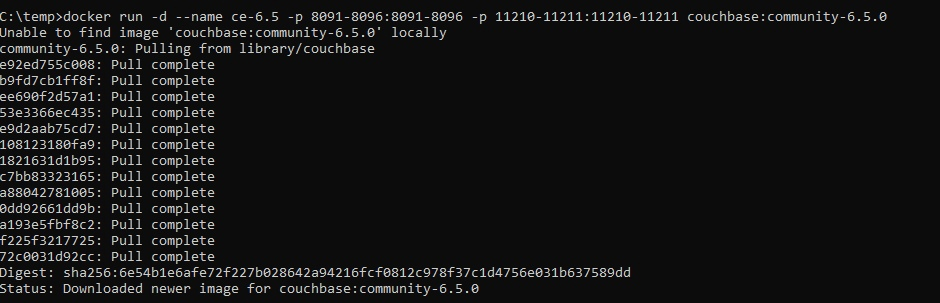 C:\temp>docker run -d --name ce-6.5 -p 8091-8096:8091-8096 -p 11210-11211:11210-11211 couchbase:community-6.5.0
Unable to find image 'couchbase:community-6.5.0' locally
community-6.5.0: Pulling from library/couchbase
e92ed755c008: Pull complete
b9fd7cb1ff8f: Pull complete
ee690f2d57a1: Pull complete
53e3366ec435: Pull complete
e9d2aab75cd7: Pull complete
108123180fa9: Pull complete
1821631d1b95: Pull complete
c7bb83323165: Pull complete
a88042781005: Pull complete
0dd92661dd9b: Pull complete
a193e5fbf8c2: Pull complete
f225f3217725: Pull complete
72c0031d92cc: Pull complete
Digest: sha256:6e54b1e6afe72f227b028642a94216fcf0812c978f37c1d4756e031b637589dd
Status: Downloaded newer image for couchbase:community-6.5.0